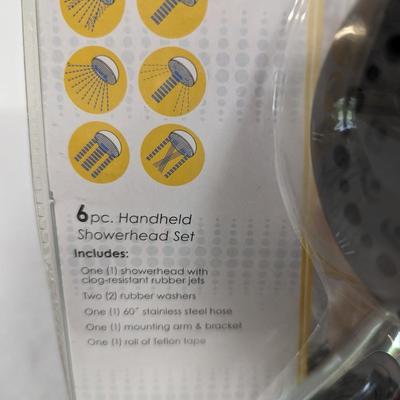 6pc. Handheld
Showerhead Set
Includes:
One (1) showerhead with
clog-resistant rubber jets
Two (2) rubber washers
One (1) 60" stainless steel hose
One (1) mounting arm & bracket
One (1) roll of Teflon tape